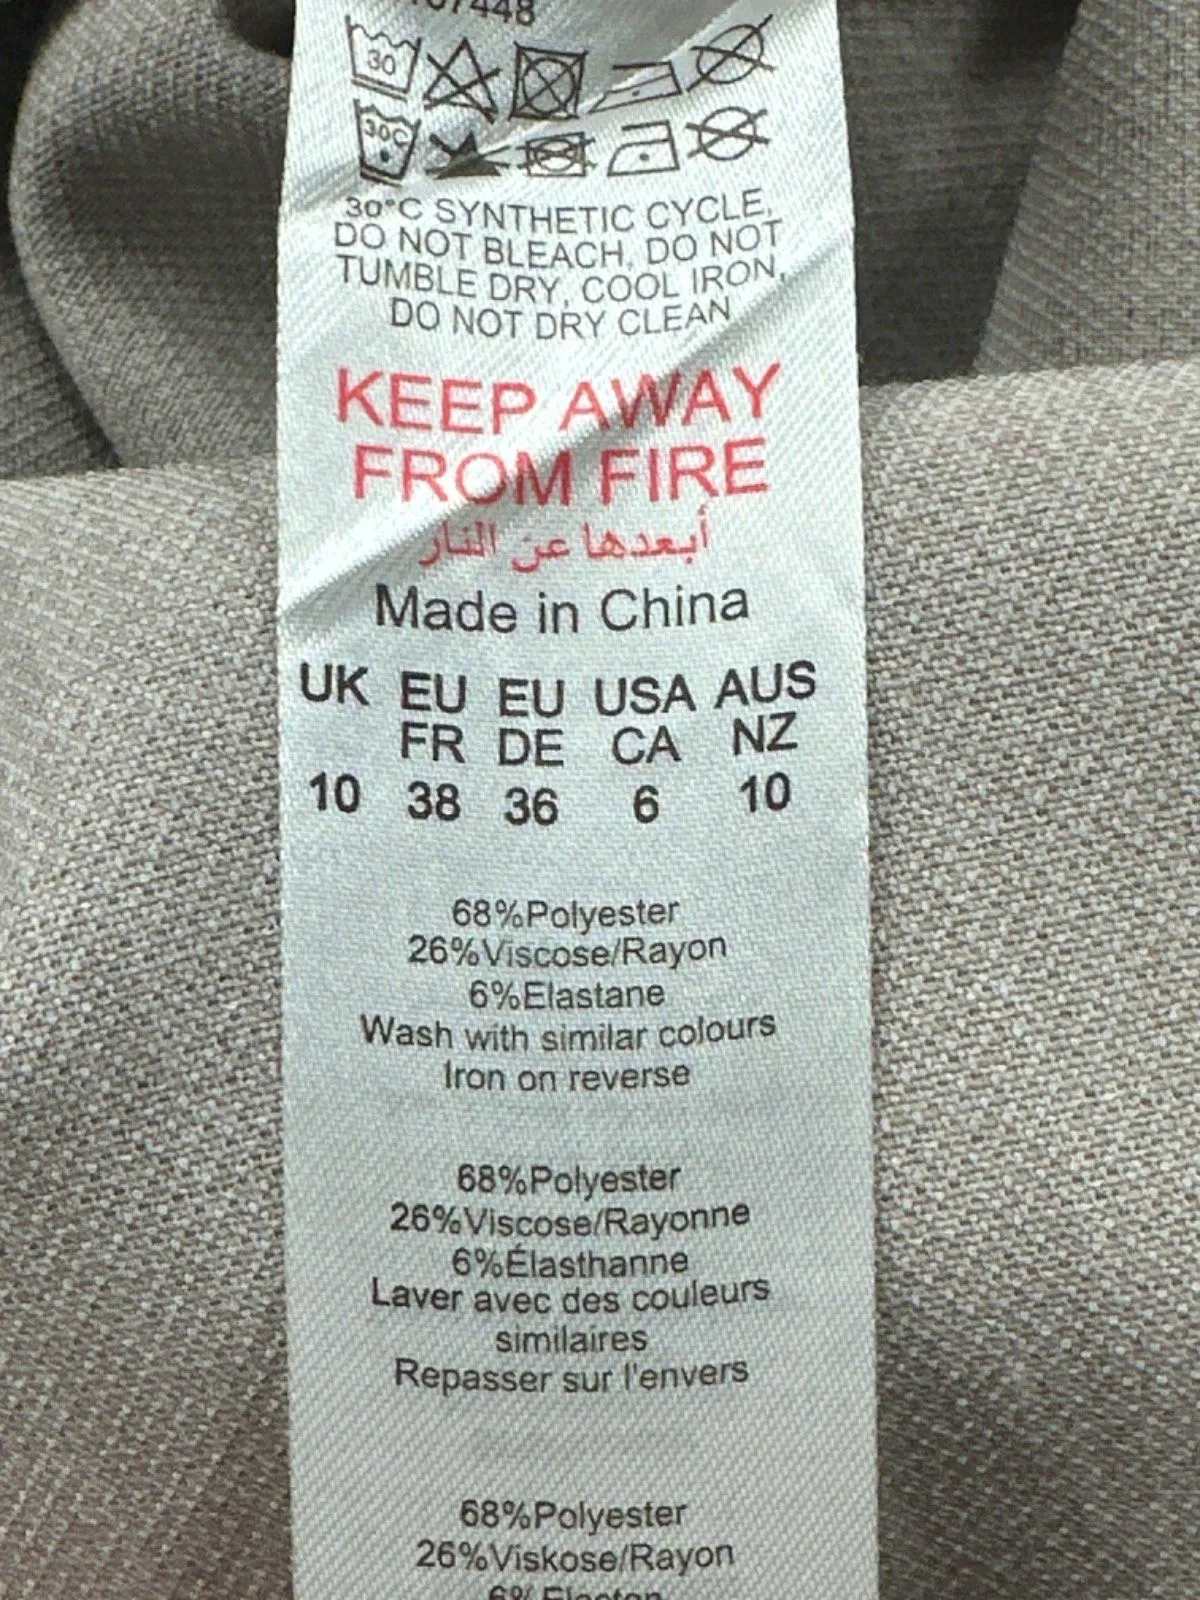 30
30C
30°C SYNTHETIC CYCLE,
DO NOT BLEACH, DO NOT
TUMBLE DRY, COOL IRON,
DO NOT DRY CLEAN
KEEP AWAY
FROM FIRE
أبعدها عن النار
Made in China
UK EU EU USA AUS
FR DE CA NZ
10 38 36 6 10
68%Polyester
26%Viscose/Rayon
6%Elastane
Wash with similar colours
Iron on reverse
68%Polyester
26%Viscose/Rayonne
6%Élasthanne
Laver avec des couleurs
similaires
Repasser sur l'envers
68%Polyester
26%Viskose/Rayon